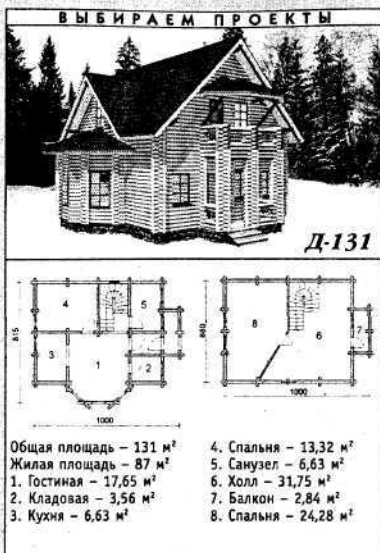 ВЫБИРАЕМ ПРОЕКТЫ
Д-131
4
5
3
1
2
815
1000
8
6
7
880
1000
Общая площадь – 131 м²
Жилая площадь – 87 м²
1. Гостиная – 17,65 м²
2. Кладовая – 3,56 м²
3. Кухня – 6,63 м²
4. Спальня – 13,32 м²
5. Санузел – 6,63 м²
6. Холл – 31,75 м²
7. Балкон – 2,84 м²
8. Спальня – 24,28 м²